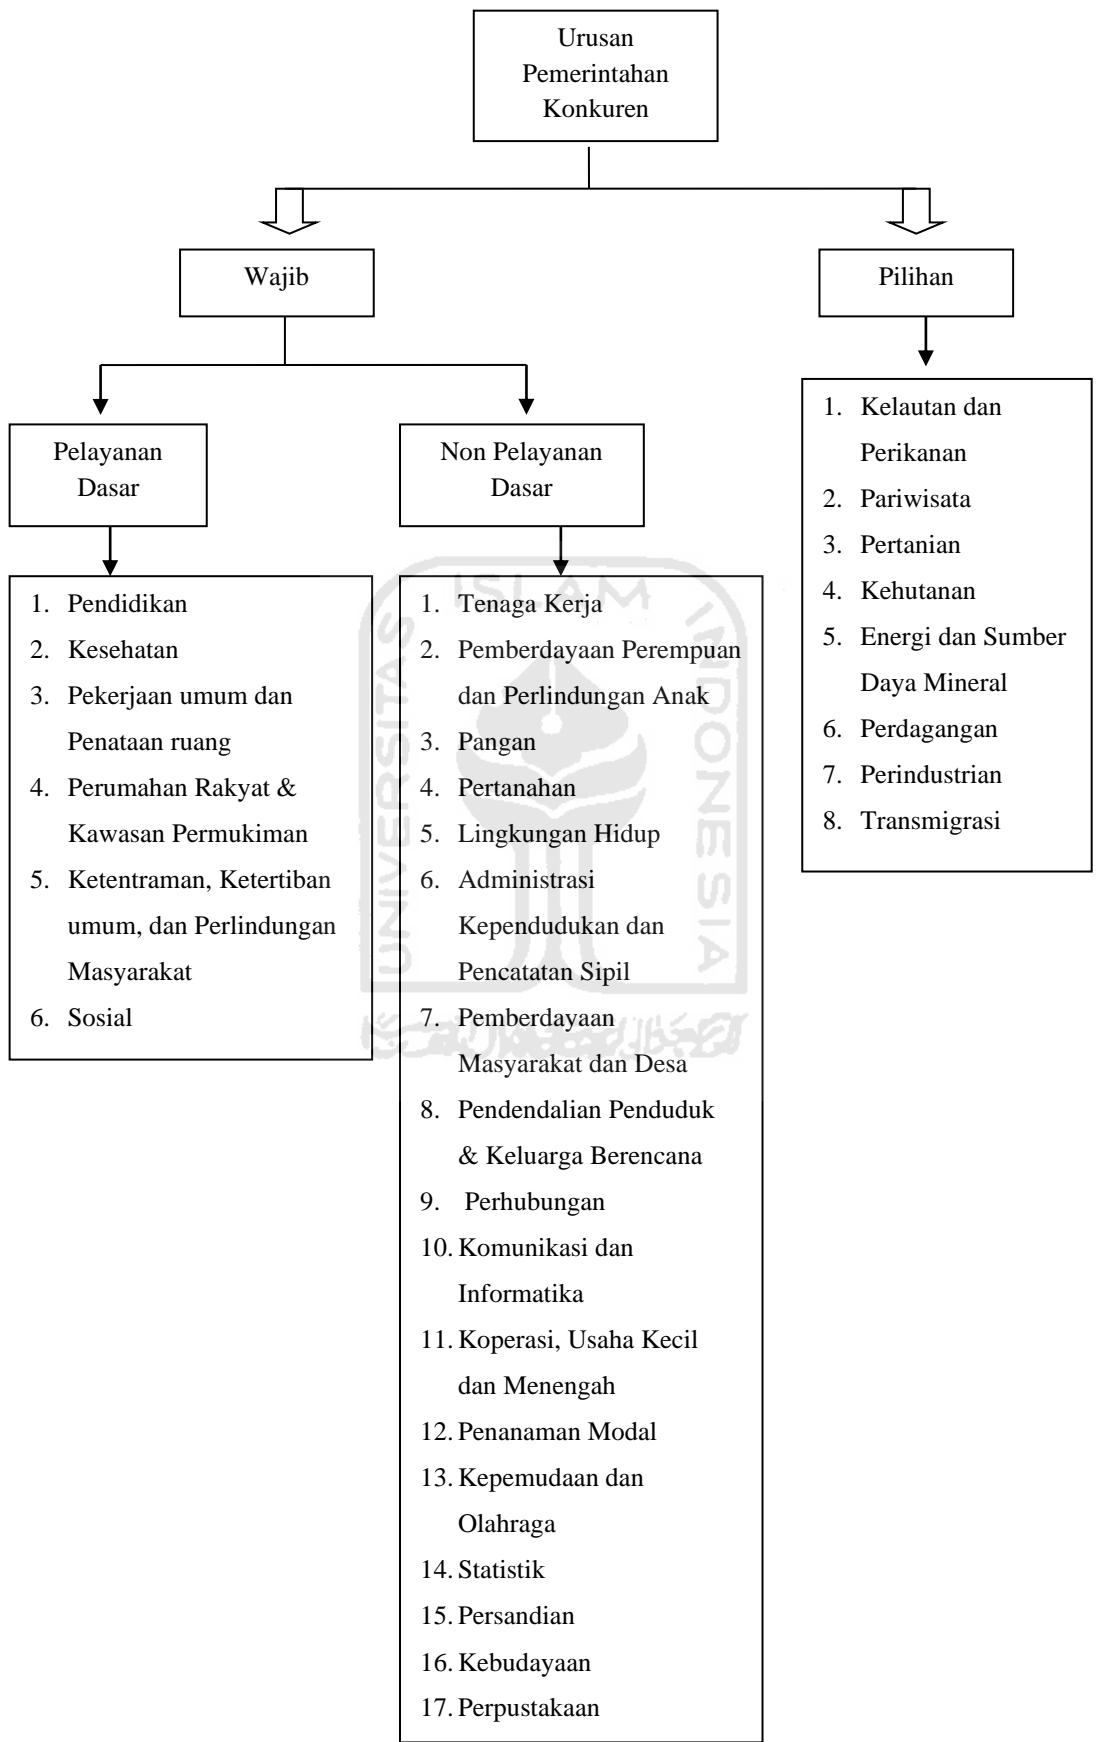 Urusan
Pemerintahan
Konkuren
Wajib
Pilihan
Pelayanan
Dasar
Non Pelayanan
Dasar
1. Pendidikan
2. Kesehatan
3. Pekerjaan umum dan
Penataan ruang
4. Perumahan Rakyat &
Kawasan Permukiman
5. Ketentraman, Ketertiban
umum, dan Perlindungan
Masyarakat
6. Sosial
1. Tenaga Kerja
2. Pemberdayaan Perempuan
dan Perlindungan Anak
3. Pangan
4. Pertanahan
5. Lingkungan Hidup
6. Administrasi
Kependudukan dan
Pencatatan Sipil
7. Pemberdayaan
Masyarakat dan Desa
8. Pendendalian Penduduk
& Keluarga Berencana
9. Perhubungan
10. Komunikasi dan
Informatika
11. Koperasi, Usaha Kecil
dan Menengah
12. Penanaman Modal
13. Kepemudaan dan
Olahraga
14. Statistik
15. Persandian
16. Kebudayaan
17. Perpustakaan
1. Kelautan dan
Perikanan
2. Pariwisata
3. Pertanian
4. Kehutanan
5. Energi dan Sumber
Daya Mineral
6. Perdagangan
7. Perindustrian
8. Transmigrasi
UNIVERSITAS
ISLAM
INDONESIA